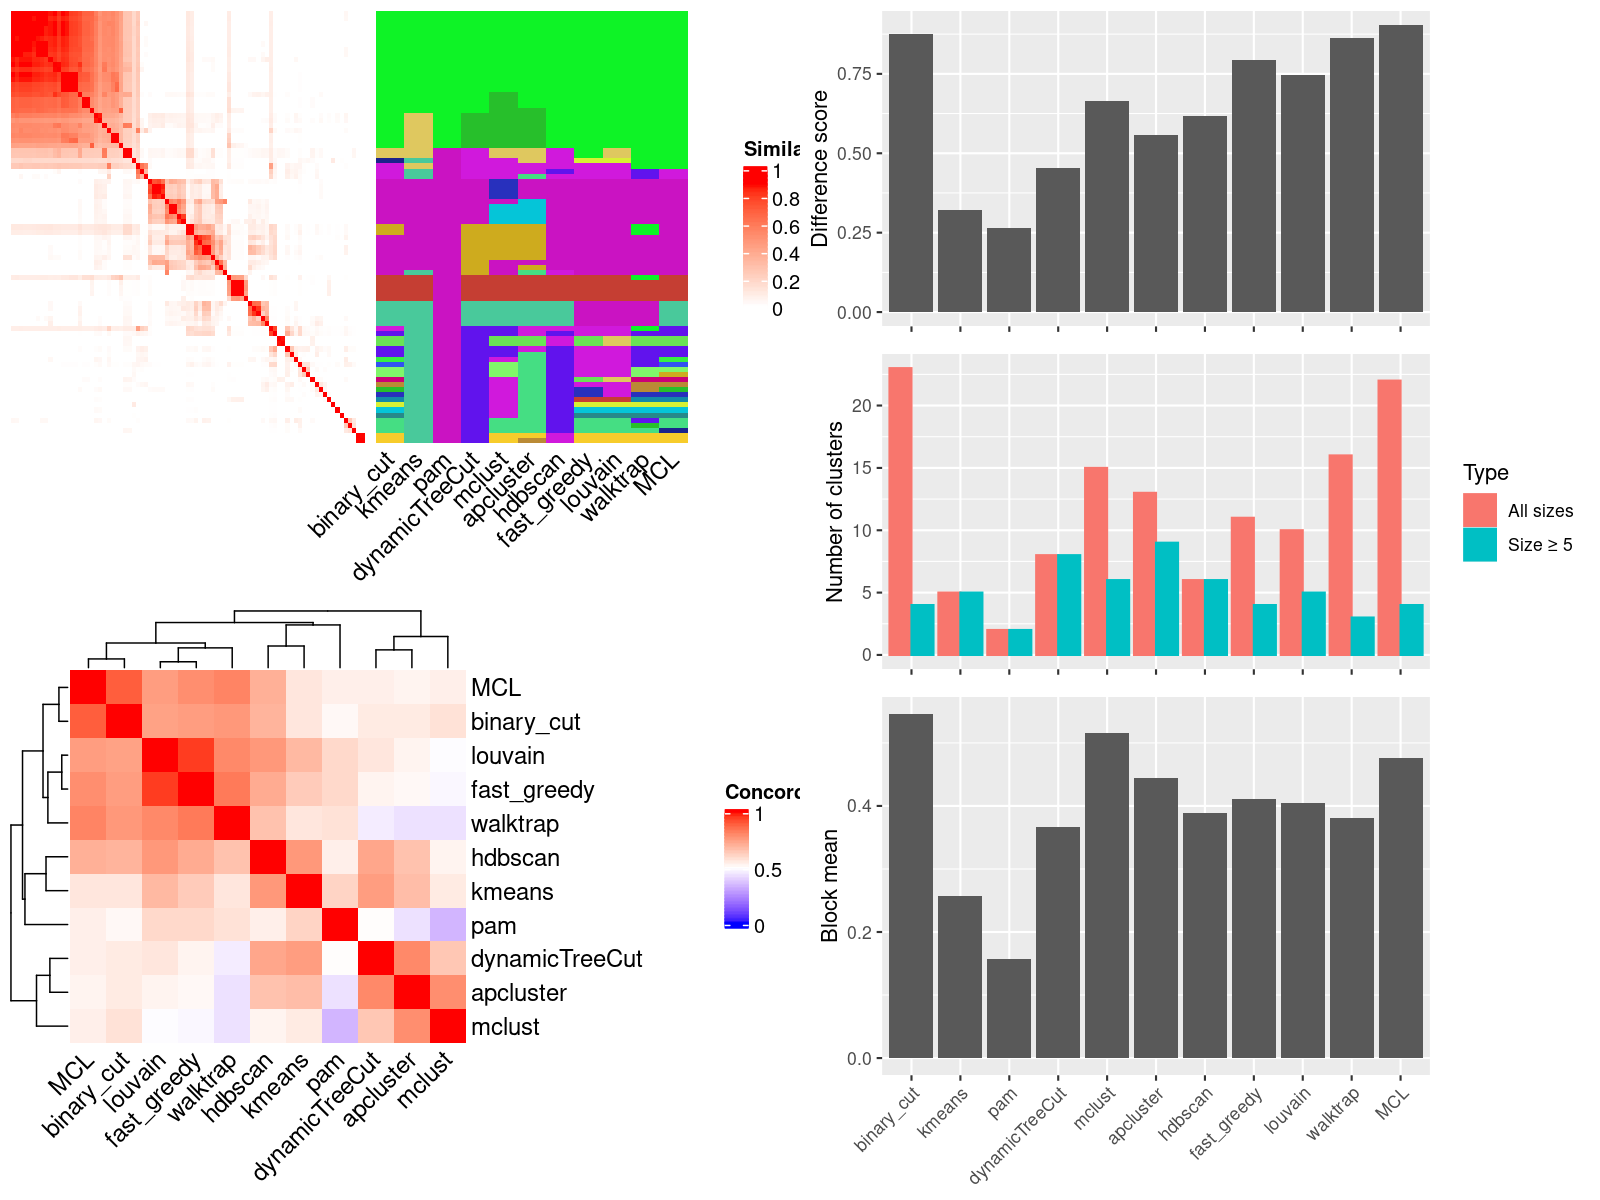 Simila
1
0.8
0.6
0.4
0.2
0
binary_cut
kmeans
pam
dynamicTreeCut
mclust
apcluster
hdbscan
fast_greedy
louvain
walktrap
MCL
Difference score
0.75
0.50
0.25
0.00
Number of clusters
20
15
10
5
0
Type
All sizes
Size ≥ 5
MCL
binary_cut
louvain
fast_greedy
walktrap
hdbscan
kmeans
pam
dynamicTreeCut
apcluster
mclust
MCL
binary_cut
louvain
fast_greedy
walktrap
hdbscan
kmeans
pam
dynamicTreeCut
apcluster
mclust
Concord
1
0.5
0
Block mean
0.4
0.2
0.0
binary_cut
kmeans
pam
dynamicTreeCut
mclust
apcluster
hdbscan
fast_greedy
louvain
walktrap
MCL